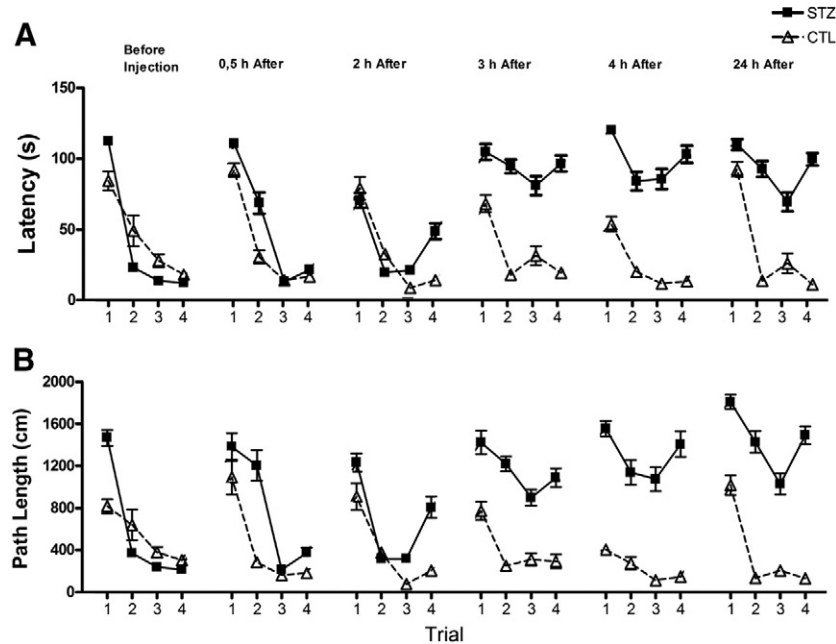 STZ
CTL
A
Before
Injection
0,5 h After
2 h After
3 h After
4 h After
24 h After
150
100
50
0
Latency (s)
1 2 3 4 1 2 3 4 1 2 3 4 1 2 3 4 1 2 3 4 1 2 3 4
B
2000
1600
1200
800
400
0
Path Length (cm)
1 2 3 4 1 2 3 4 1 2 3 4 1 2 3 4 1 2 3 4 1 2 3 4
Trial